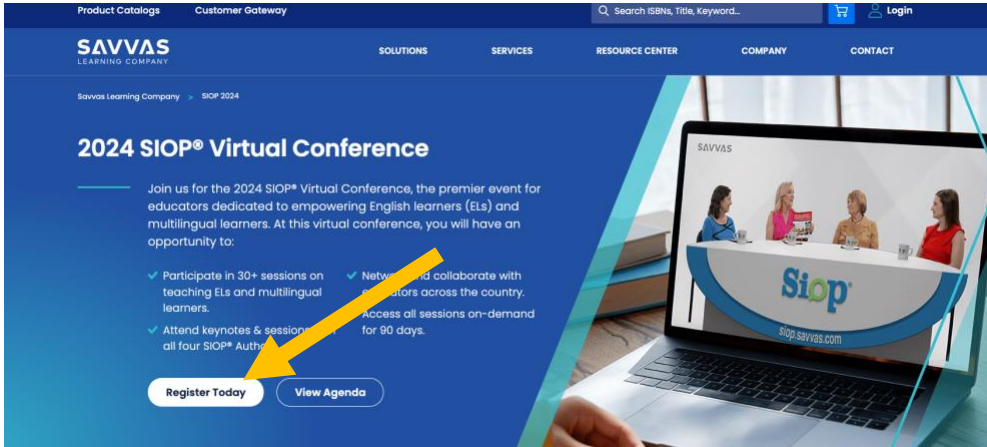 Product Catalogs Customer Gateway
Search ISBNs, Title, Keyword...
Login
SAVVAS
LEARNING COMPANY
SOLUTIONS SERVICES RESOURCE CENTER COMPANY CONTACT
Savvas Learning Company > SIOP 2024
2024 SIOP® Virtual Conference
Join us for the 2024 SIOP® Virtual Conference, the premier event for
educators dedicated to empowering English learners (ELs) and
multilingual learners. At this virtual conference, you will have an
opportunity to:
Participate in 30+ sessions on
teaching ELs and multilingual
learners.
Attend keynotes & sessions
all four SIOP®
collaborate with
across the country.
Access all sessions on-demand
for 90 days.
Register Today View Agenda
SAVVAS
Siop
siop.savvas.com